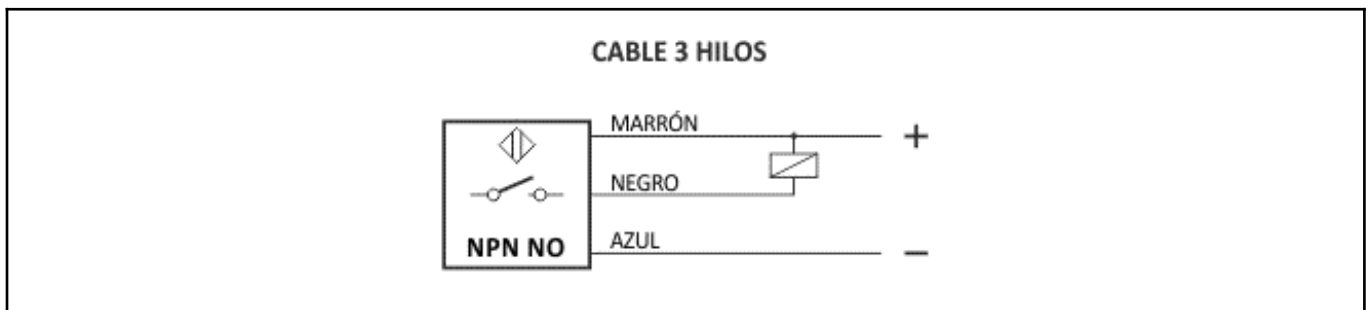 CABLE 3 HILOS
MARRÓN
+
NEGRO
NPN NO
AZUL
−